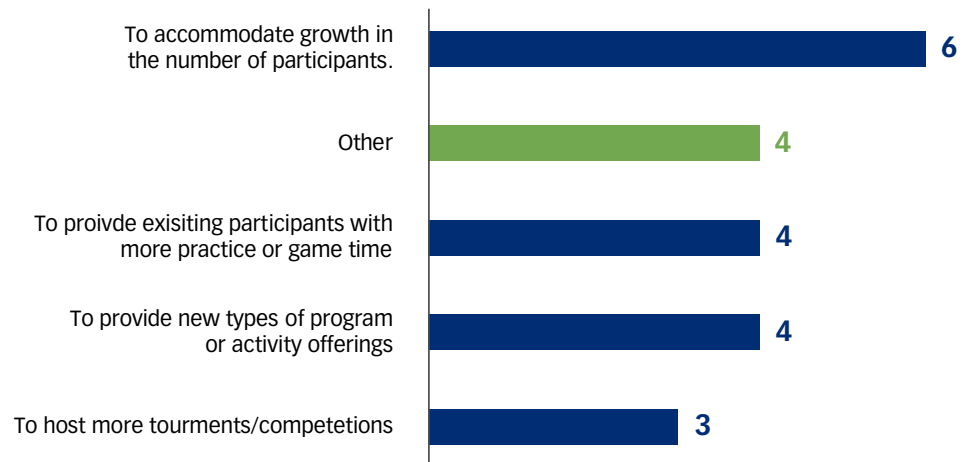 To accommodate growth in
the number of participants.
6
Other
4
To proivde exisiting participants with
more practice or game time
4
To provide new types of program
or activity offerings
4
To host more tourments/competetions
3